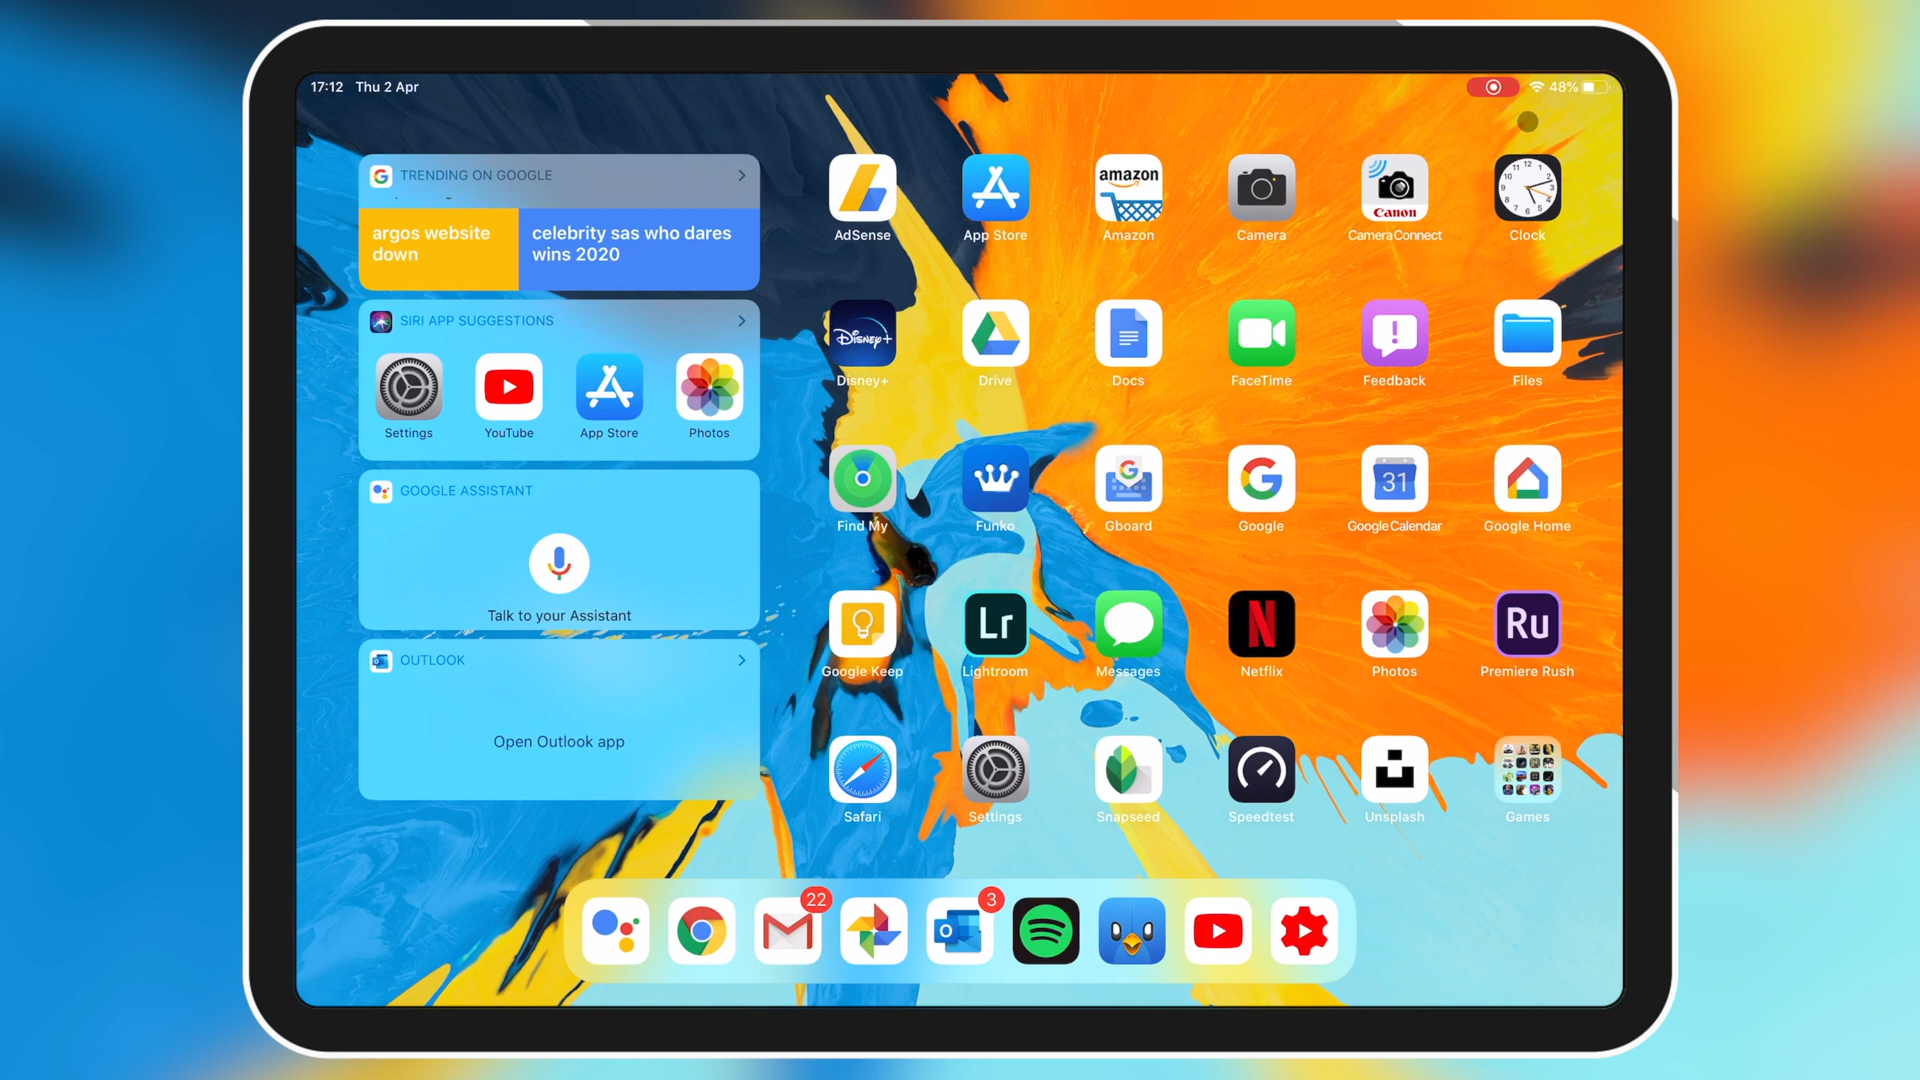 17:12 Thu 2 Apr
48%
TRENDING ON GOOGLE
argos website
down
celebrity sas who dares
wins 2020
SIRI APP SUGGESTIONS
Settings YouTube App Store Photos
GOOGLE ASSISTANT
Talk to your Assistant
OUTLOOK
Open Outlook app
amazon
Canon
AdSense App Store Amazon Camera CameraConnect Clock
Disney+
Disney+ Drive Docs FaceTime Feedback Files
G
31
Find My Funko Gboard Google Google Calendar Google Home
Lr N Ru
Google Keep Lightroom Messages Netflix Photos Premiere Rush
Safari Settings Snapseed Speedtest Unsplash Games
22 3